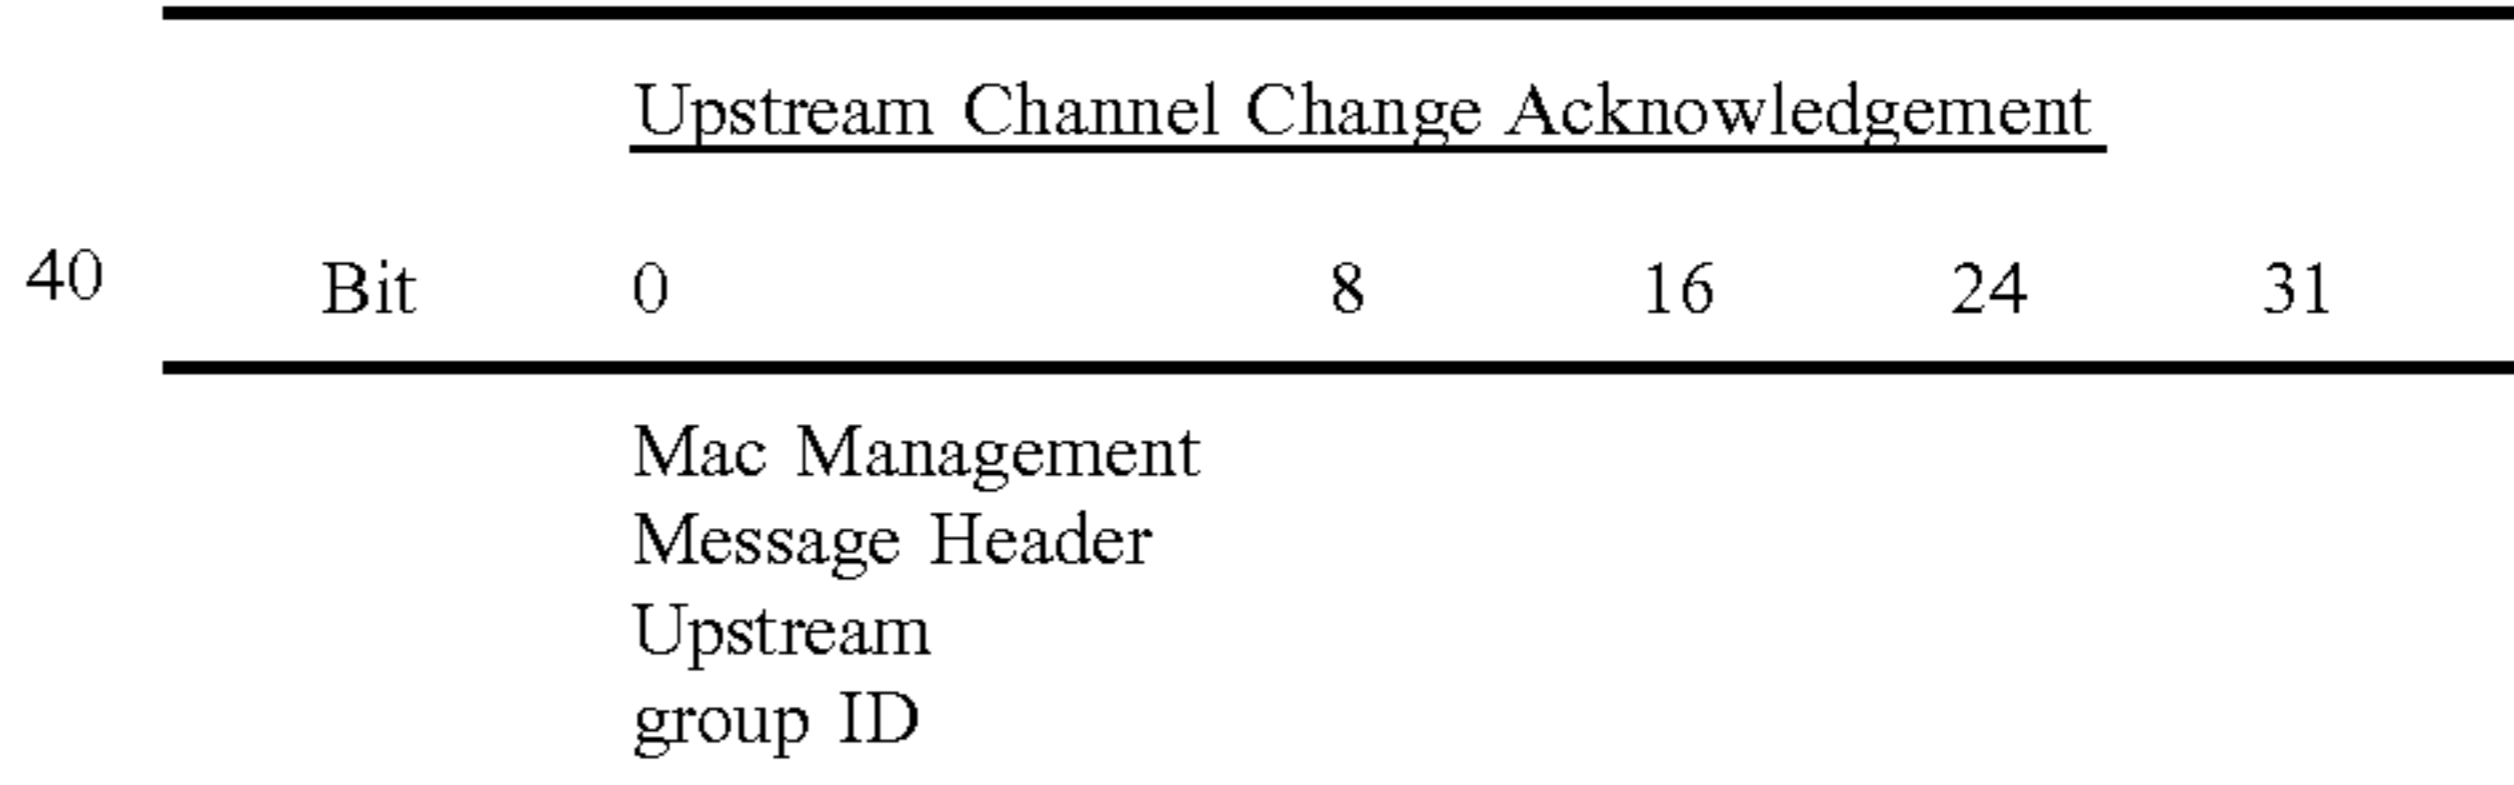 Upstream Channel Change Acknowledgement
40 Bit 0 8 16 24 31
Mac Management
Message Header
Upstream
group ID